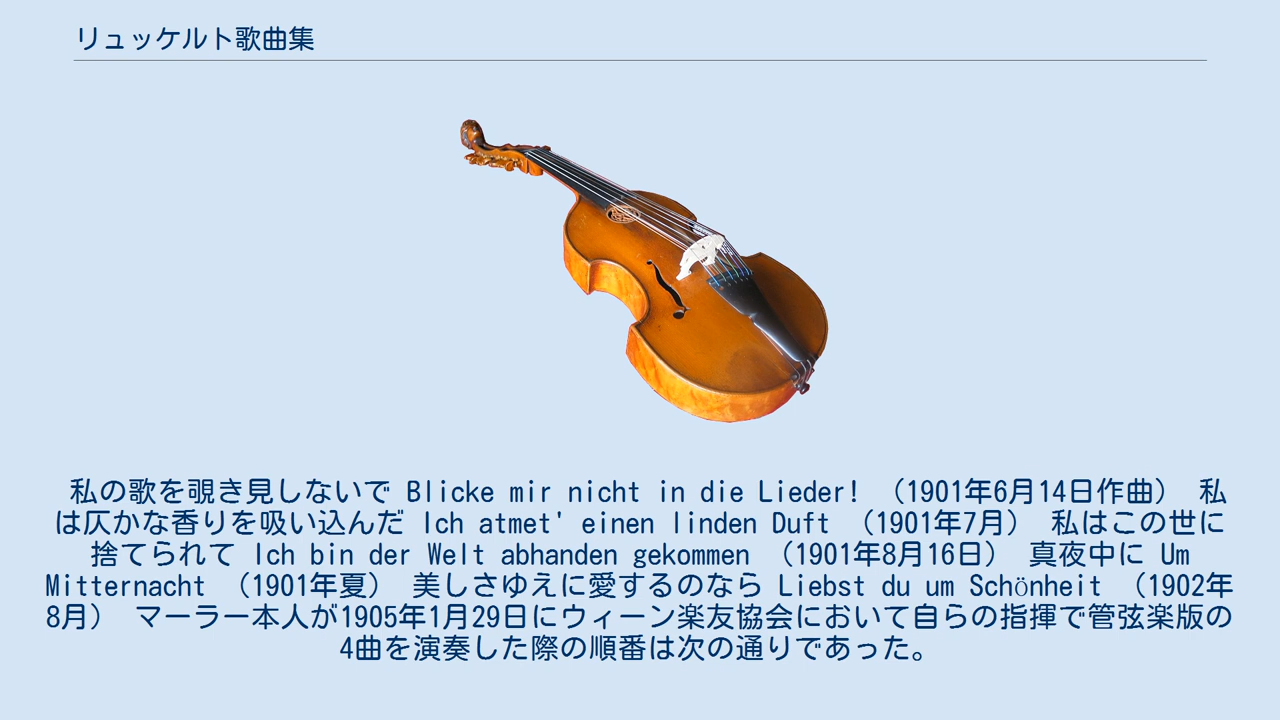 リュッケルト歌曲集
私の歌を覗き見しないで Blicke mir nicht in die Lieder! （1901年6月14日作曲） 私
は仄かな香りを吸い込んだ Ich atmet' einen linden Duft （1901年7月） 私はこの世に
捨てられて Ich bin der Welt abhanden gekommen （1901年8月16日） 真夜中に Um
Mitternacht （1901年夏） 美しさゆえに愛するのなら Liebst du um Schönheit （1902年
8月） マーラー本人が1905年1月29日にウィーン楽友協会において自らの指揮で管弦楽版の
4曲を演奏した際の順番は次の通りであった。